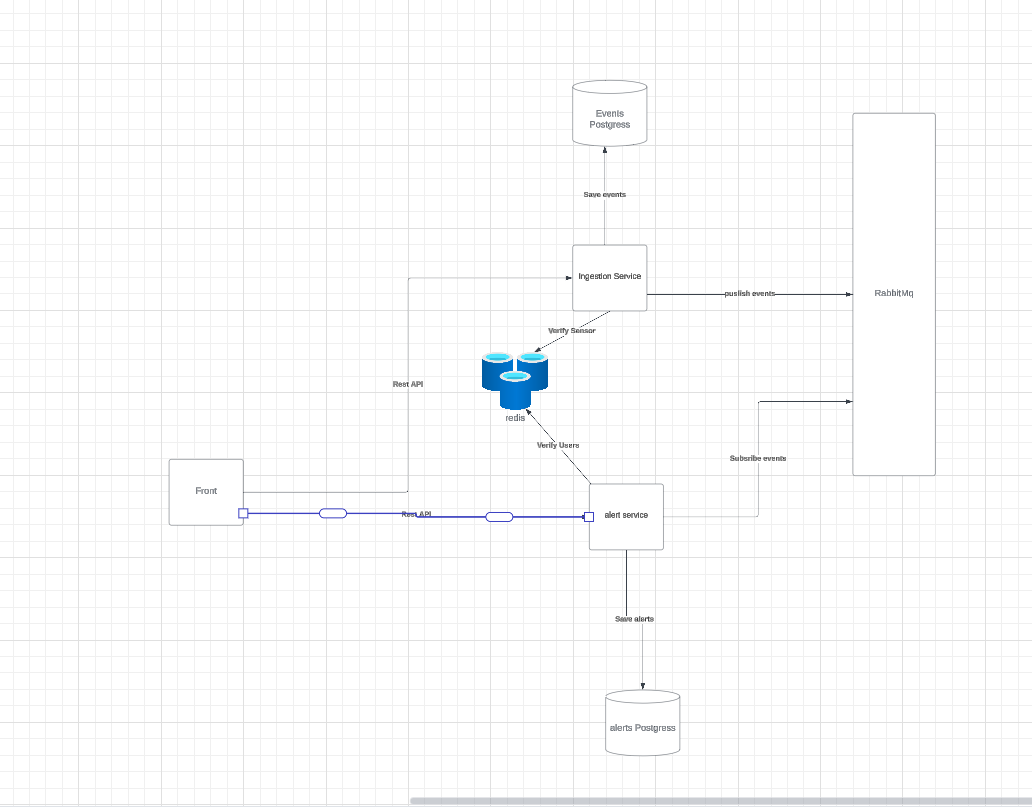 Events
Postgress
Save events
Ingestion Service
puslish events
RabbitMq
Verify Sensor
Rest API
redis
Verify Users
Subsribe events
Front
Rest API
alert service
Save alerts
alerts Postgress